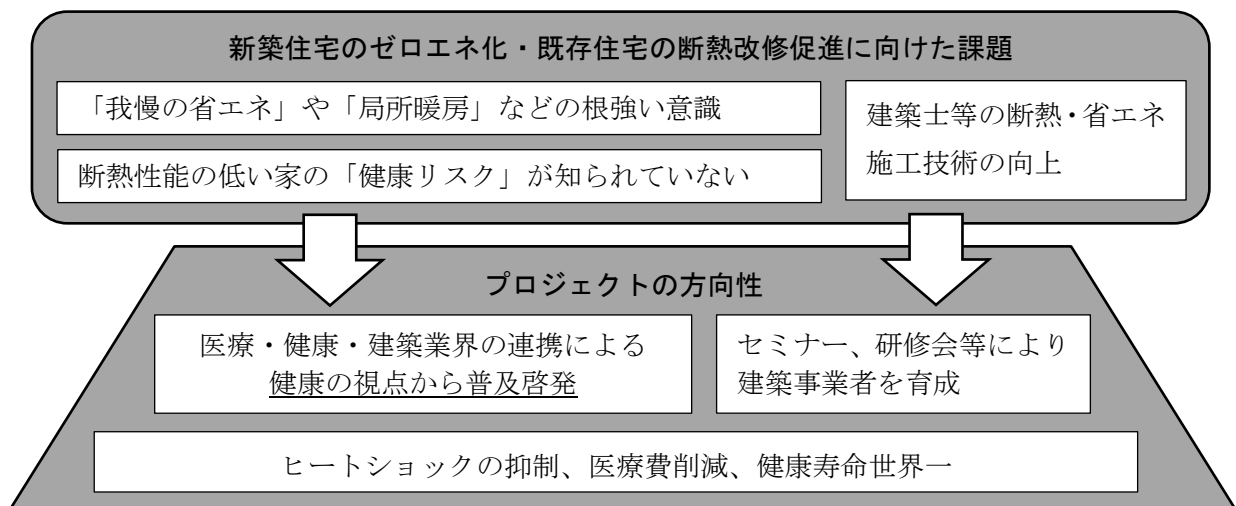 新築住宅のゼロエネ化・既存住宅の断熱改修促進に向けた課題
「我慢の省エネ」や「局所暖房」などの根強い意識
断熱性能の低い家の「健康リスク」が知られていない
建築士等の断熱・省エネ
施工技術の向上
プロジェクトの方向性
医療・健康・建築業界の連携による
健康の視点から普及啓発
セミナー、研修会等により
建築事業者を育成
ヒートショックの抑制、医療費削減、健康寿命世界一